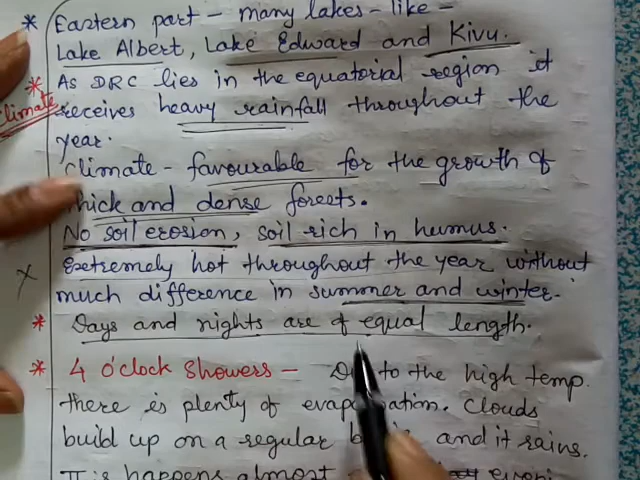 * Eastern part - many lakes - like -
Lake Albert, Lake Edward and Kivu.
* As DRC lies in the equatorial region it
Climate receives heavy rainfall throughout the
year.
Climate - favourable for the growth of
thick and dense forests.
No soil erosion, soil rich in humus.
x Extremely hot throughout the year without
much difference in summer and winter.
* Days and nights are of equal length.
* 4 o'clock Showers - to the high temp.
there is plenty of evaporation. Clouds
build up on a regular and it rains.
It is happens almost